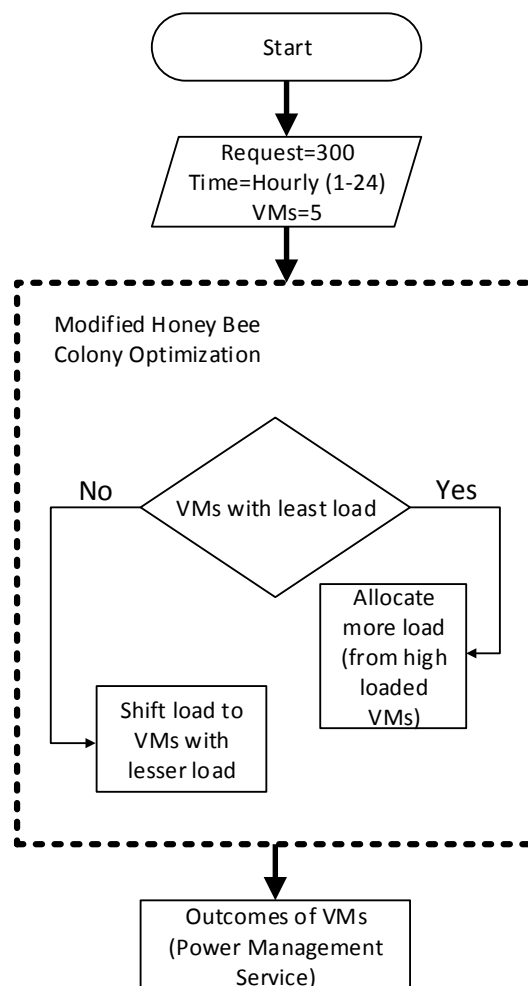 Start
Request=300
Time=Hourly (1-24)
VMs=5
Modified Honey Bee
Colony Optimization
No
VMs with least load
Yes
Allocate
more load
(from high
loaded
VMs)
Shift load to
VMs with
lesser load
Outcomes of VMs
(Power Management
Service)